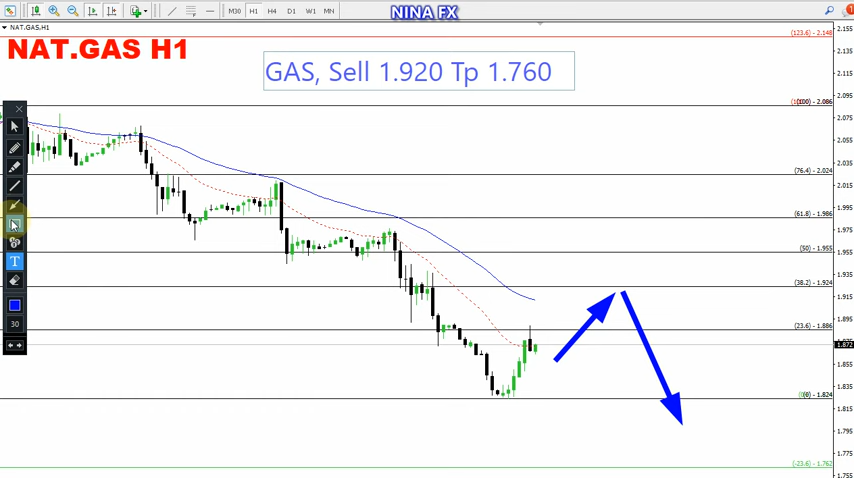 M30 H1 H4 D1 W1 MN
NINA FX
NAT.GAS,H1
NAT.GAS H1
GAS, Sell 1.920 Tp 1.760
(123.6) - 2.148
(100) - 2.086
(76.4) - 2.024
(61.8) - 1.986
(50) - 1.955
(38.2) - 1.924
(23.6) - 1.886
(0) - 1.824
(-23.6) - 1.762
2.155
2.135
2.115
2.095
2.075
2.055
2.035
2.015
1.995
1.975
1.955
1.935
1.915
1.895
1.872
1.855
1.835
1.815
1.795
1.775
1.755
T
30